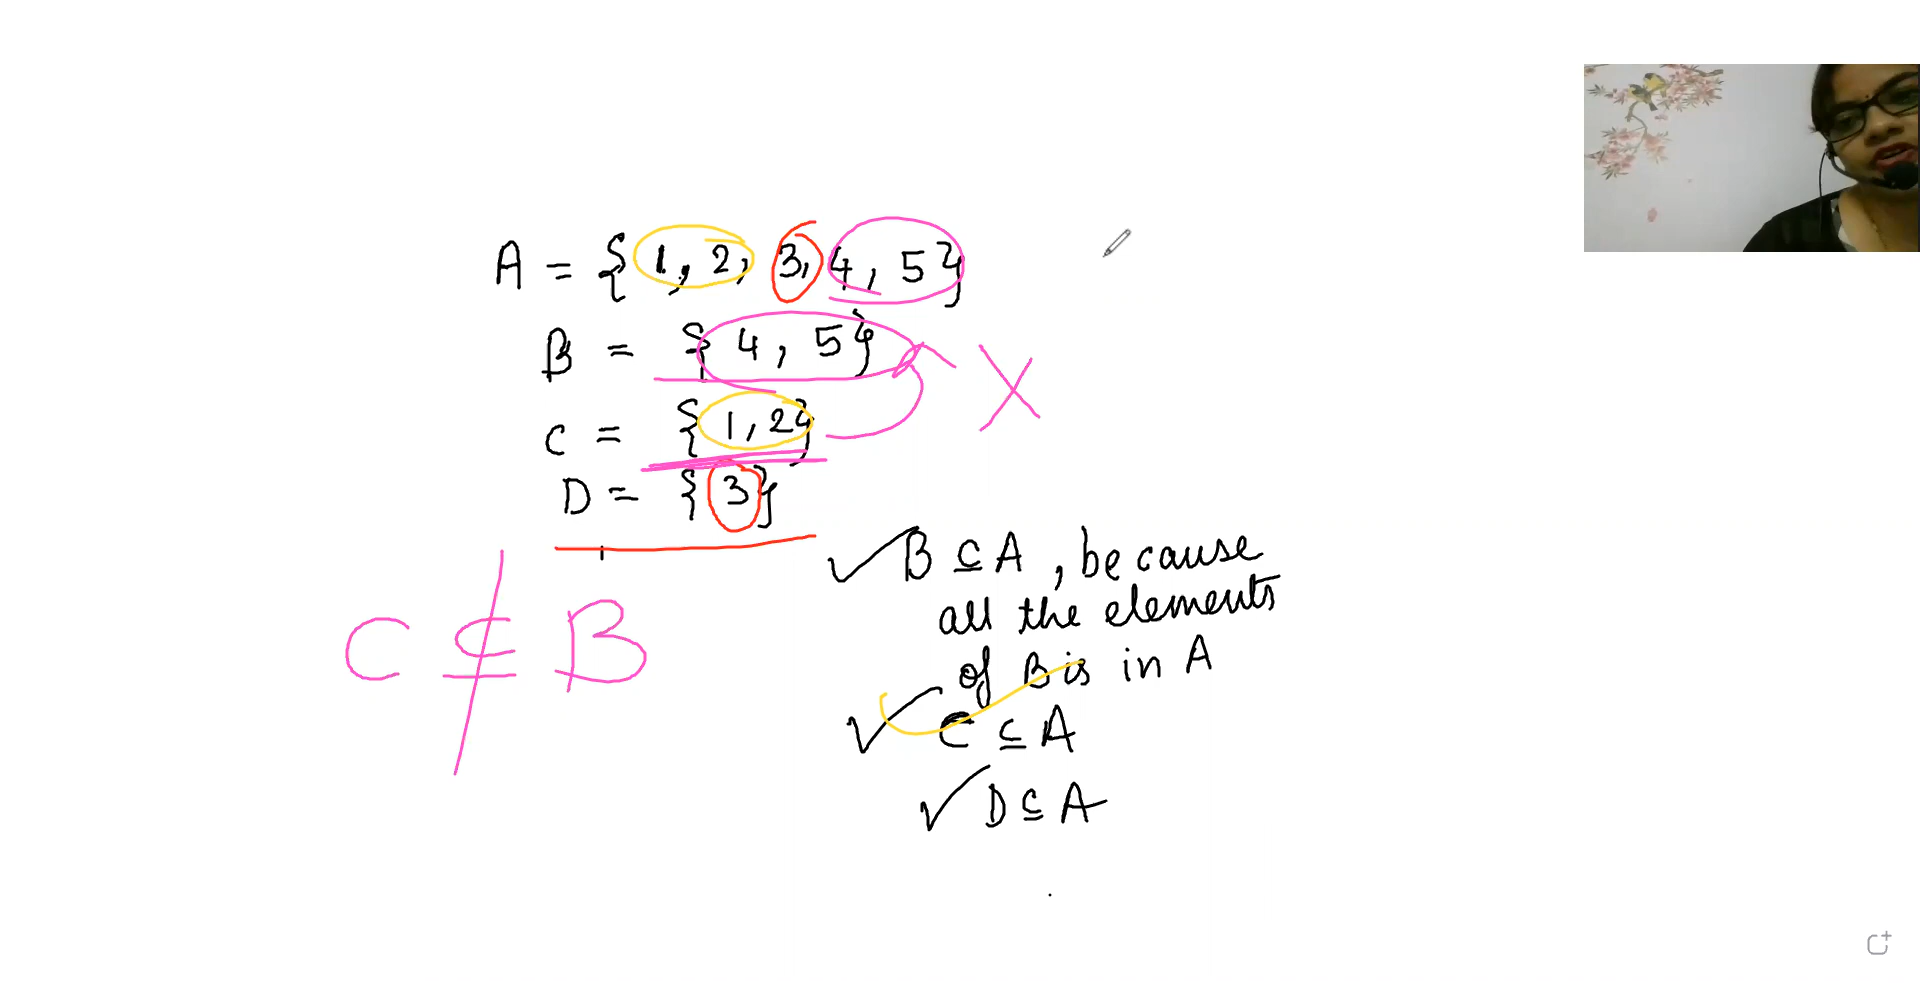 A = {1, 2, 3, 4, 5}
B = {4, 5}
X
C = {1, 2}
D = {3}
B ⊆ A, because
all the elements
of B is in A
C ⊈ B
C ⊆ A
D ⊆ A